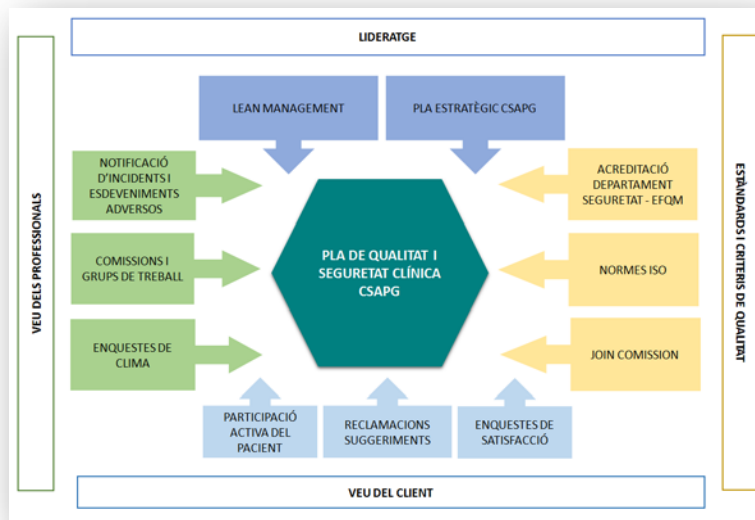 LIDERATGE
LEAN MANAGEMENT
PLA ESTRATÈGIC CSAPG
VEU DELS PROFESSIONALS
NOTIFICACIÓ
D'INCIDENTS I
ESDEVENIMENTS
ADVERSOS
COMISSIONS I
GRUPS DE TREBALL
ENQUESTES DE
CLIMA
PLA DE QUALITAT I
SEGURETAT CLÍNICA
CSAPG
ACREDITACIÓ
DEPARTAMENT
SEGURETAT - EFQM
NORMES ISO
JOIN COMISSION
ESTÀNDARDS I CRITERIS DE QUALITAT
PARTICIPACIÓ
ACTIVA DEL
PACIENT
RECLAMACIONS
SUGGERIMENTS
ENQUESTES DE
SATISFACCIÓ
VEU DEL CLIENT